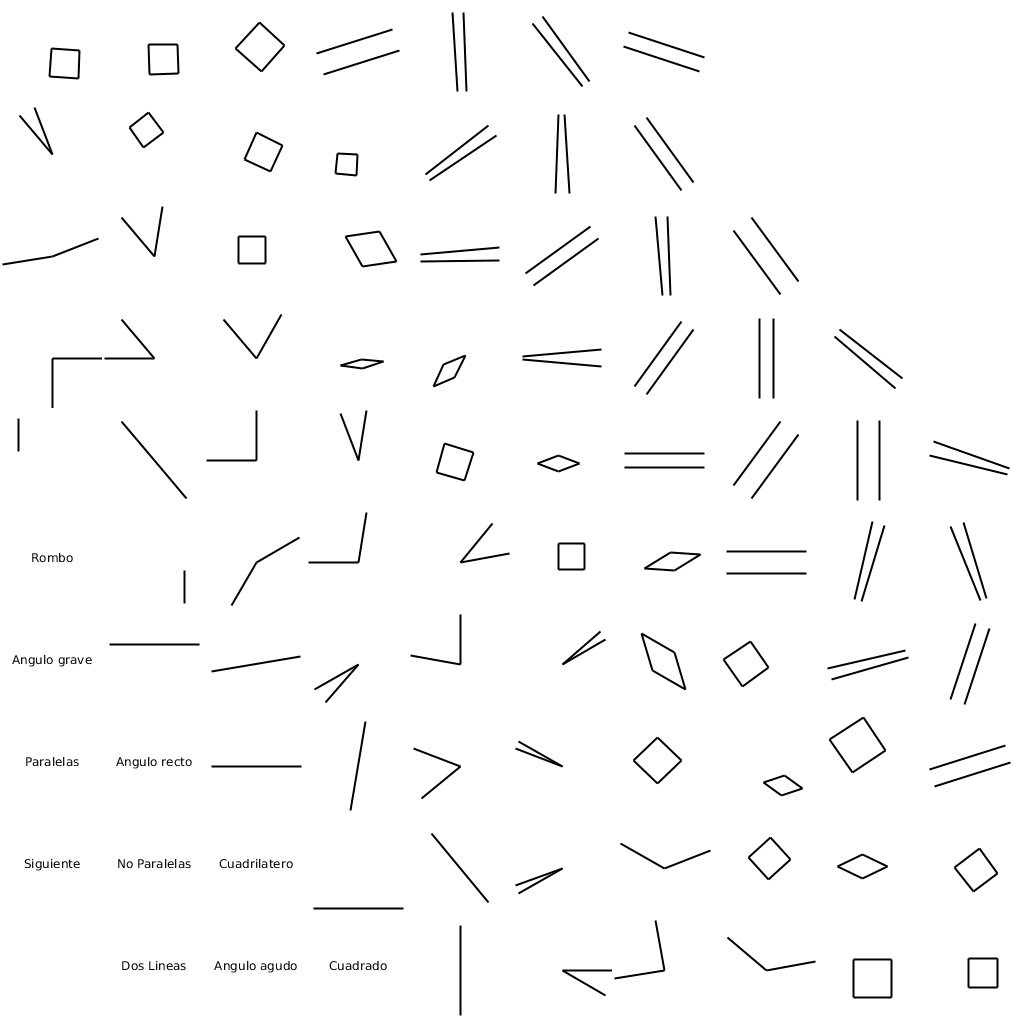 Rombo
Angulo grave
Paralelas
Angulo recto
Siguiente
No Paralelas
Cuadrilatero
Dos Lineas
Angulo agudo
Cuadrado